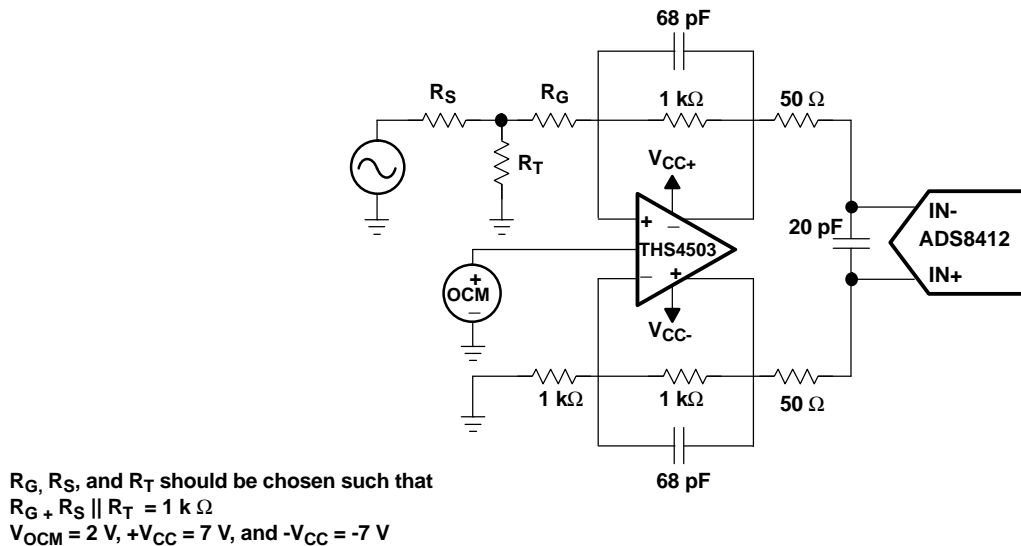 68 pF
R_S
R_G
1 kΩ
50 Ω
R_T
V_CC+
+
−
THS4503
−
+
IN-
ADS8412
IN+
20 pF
+
OCM
−
V_CC-
1 kΩ
1 kΩ
50 Ω
68 pF
R_G, R_S, and R_T should be chosen such that
R_G + R_S || R_T = 1 k Ω
V_OCM = 2 V, +V_CC = 7 V, and -V_CC = -7 V